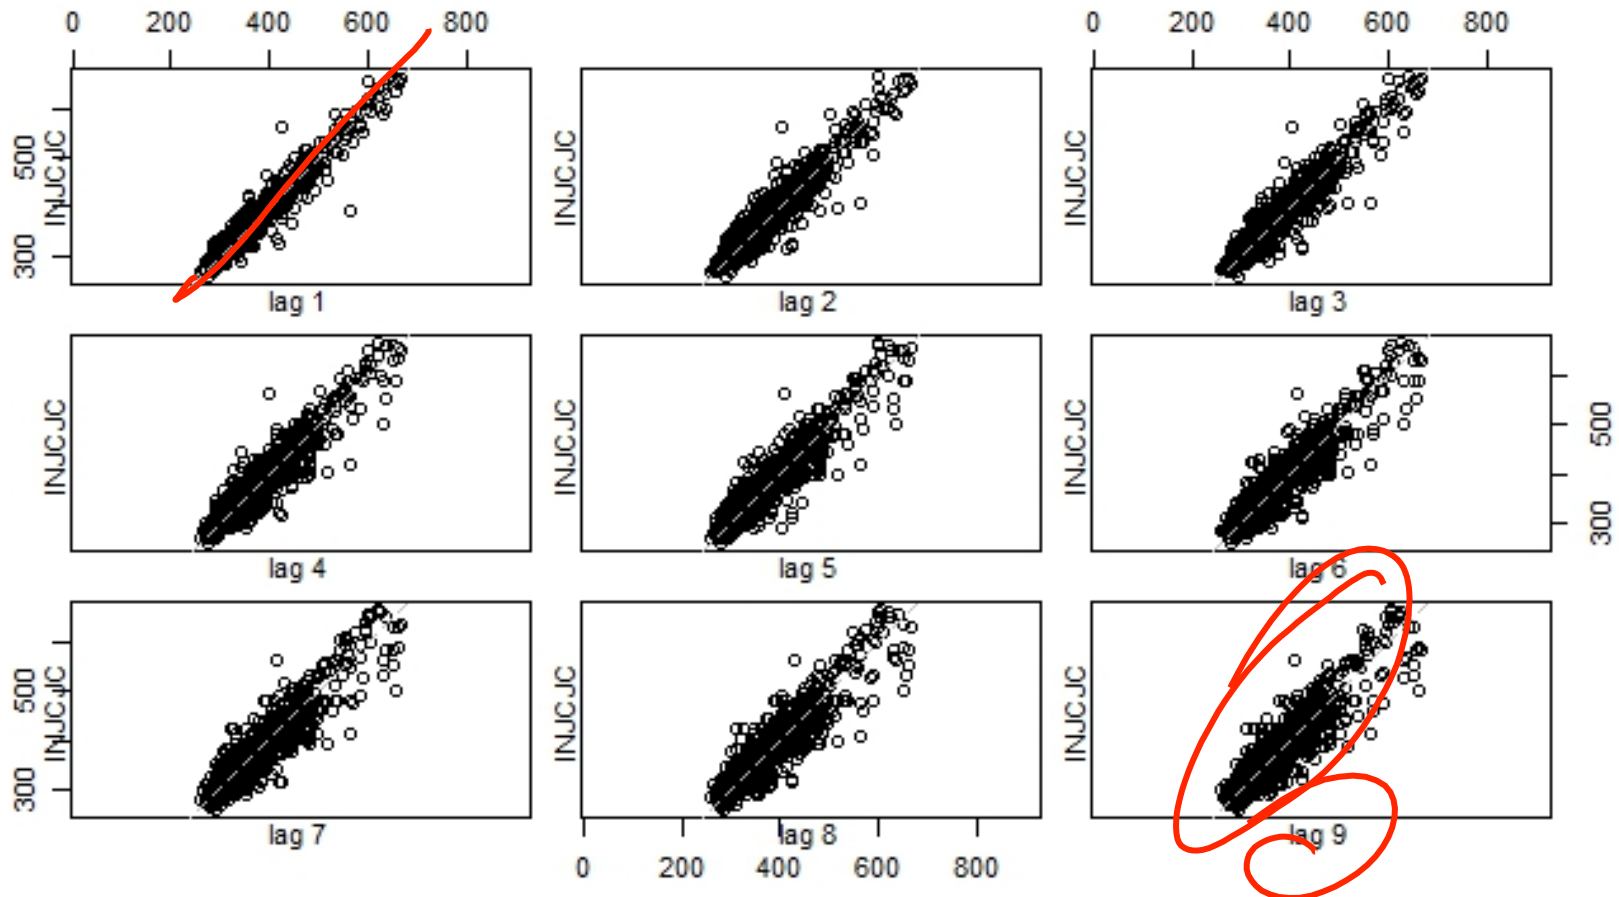 0 200 400 600 800 0 200 400 600 800
300 500 INJCJC INJCJC INJCJC
lag 1 lag 2 lag 3
INJCJC INJCJC INJCJC 300 500
lag 4 lag 5 lag 6
300 500 INJCJC INJCJC INJCJC
lag 7 lag 8 lag 9
0 200 400 600 800